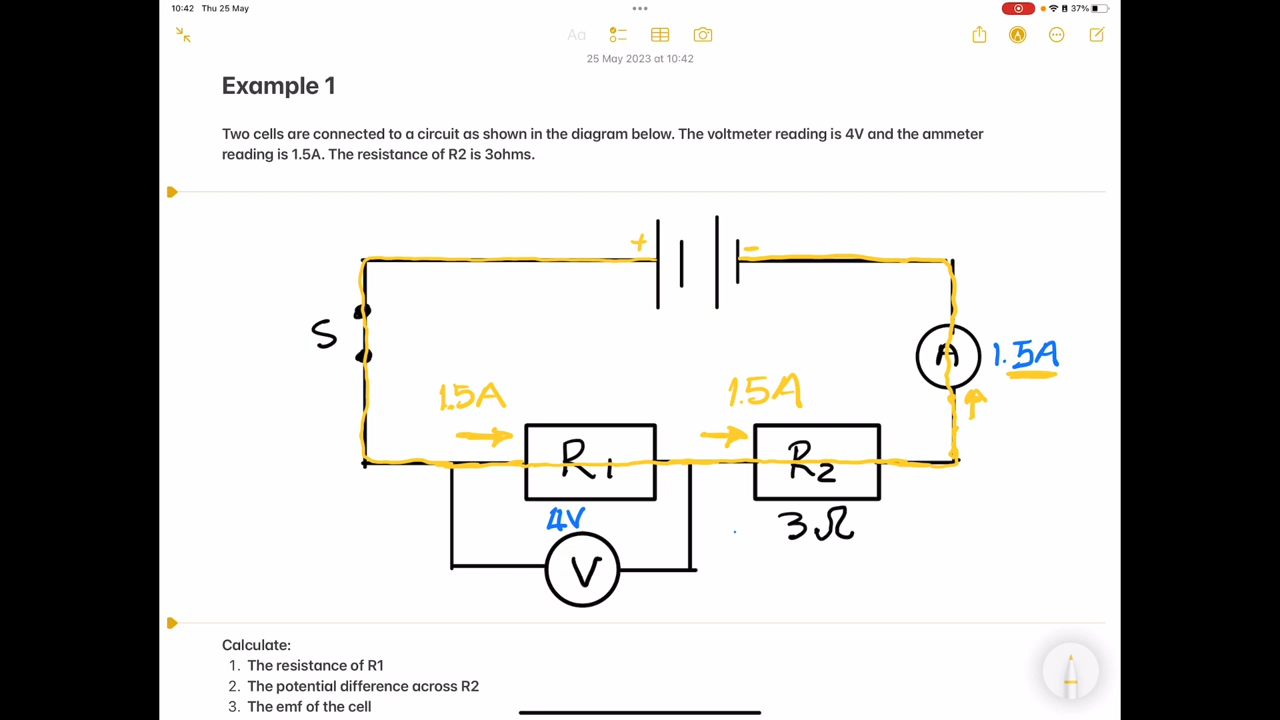 10:42 Thu 25 May
37%
Aa
25 May 2023 at 10:42
Example 1
Two cells are connected to a circuit as shown in the diagram below. The voltmeter reading is 4V and the ammeter
reading is 1.5A. The resistance of R2 is 3ohms.
+ -
S
A 1.5A
1.5A 1.5A
R1 R2
4V 3Ω
V
Calculate:
1. The resistance of R1
2. The potential difference across R2
3. The emf of the cell